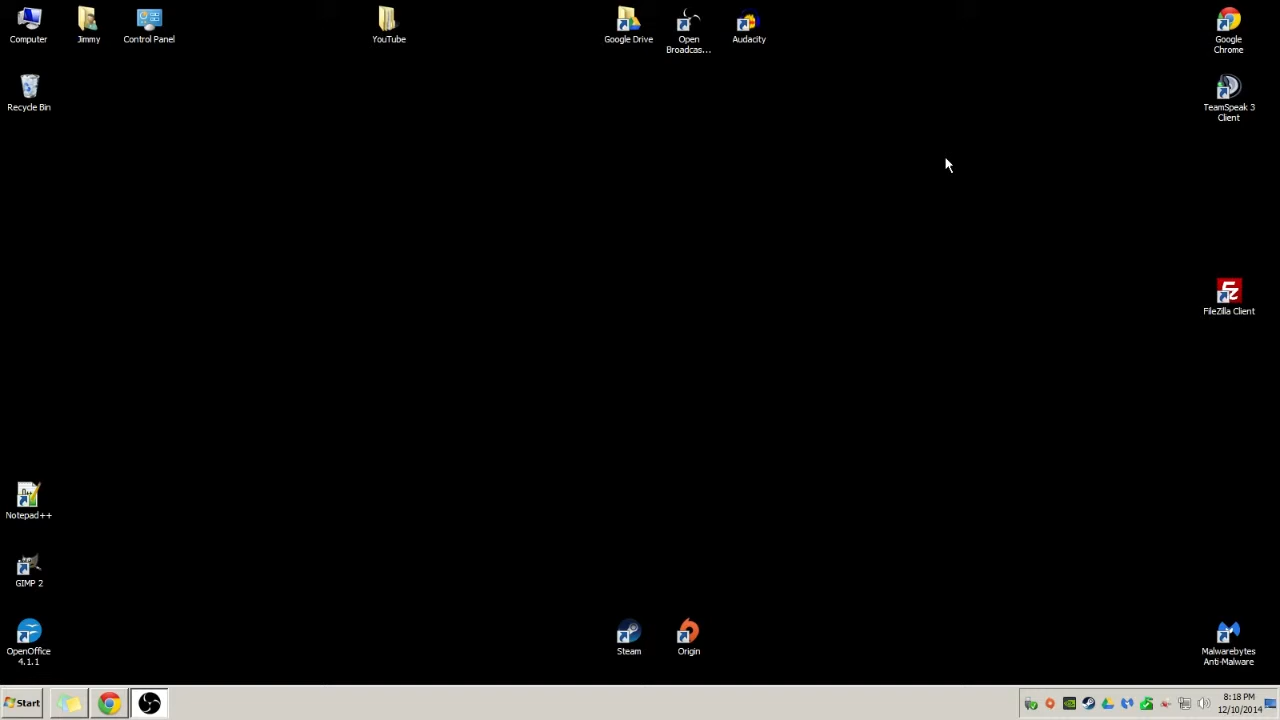 Computer
Jimmy
Control Panel
YouTube
Google Drive
Open
Broadcas...
Audacity
Google
Chrome
Recycle Bin
TeamSpeak 3
Client
FileZilla Client
Notepad++
GIMP 2
OpenOffice
4.1.1
Steam
Origin
Malwarebytes
Anti-Malware
Start
8:18 PM
12/10/2014